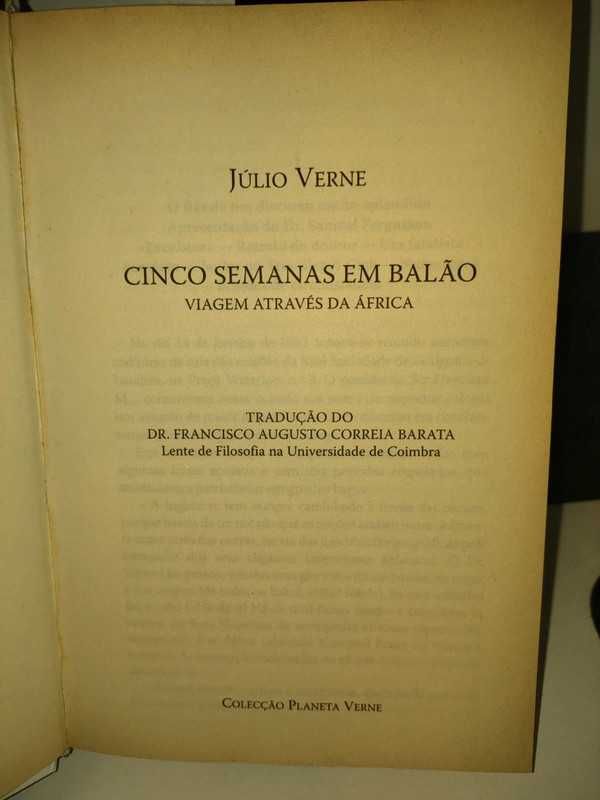 JÚLIO VERNE
CINCO SEMANAS EM BALÃO
VIAGEM ATRAVÉS DA ÁFRICA
TRADUÇÃO DO
DR. FRANCISCO AUGUSTO CORREIA BARATA
Lente de Filosofia na Universidade de Coimbra
COLECÇÃO PLANETA VERNE